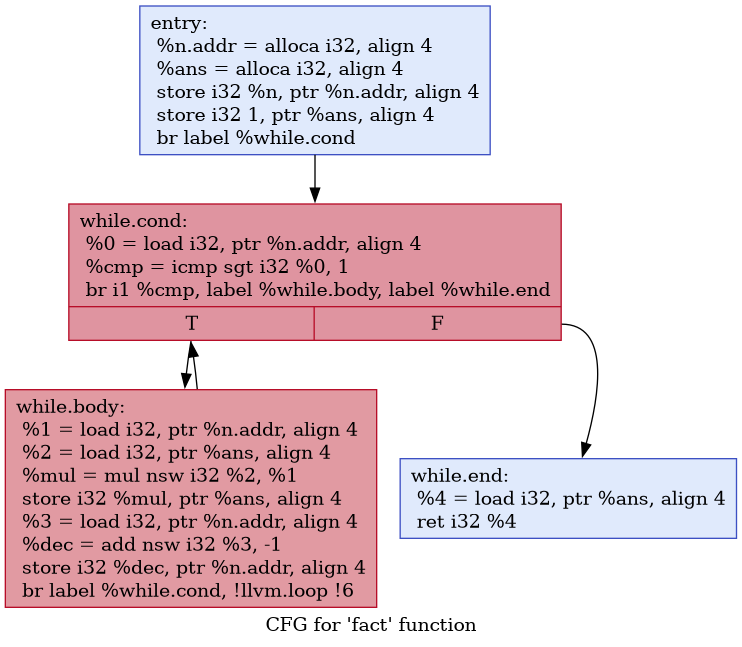 entry:
%n.addr = alloca i32, align 4
%ans = alloca i32, align 4
store i32 %n, ptr %n.addr, align 4
store i32 1, ptr %ans, align 4
br label %while.cond
while.cond:
%0 = load i32, ptr %n.addr, align 4
%cmp = icmp sgt i32 %0, 1
br i1 %cmp, label %while.body, label %while.end
T
F
while.body:
%1 = load i32, ptr %n.addr, align 4
%2 = load i32, ptr %ans, align 4
%mul = mul nsw i32 %2, %1
store i32 %mul, ptr %ans, align 4
%3 = load i32, ptr %n.addr, align 4
%dec = add nsw i32 %3, -1
store i32 %dec, ptr %n.addr, align 4
br label %while.cond, !llvm.loop !6
while.end:
%4 = load i32, ptr %ans, align 4
ret i32 %4
CFG for 'fact' function